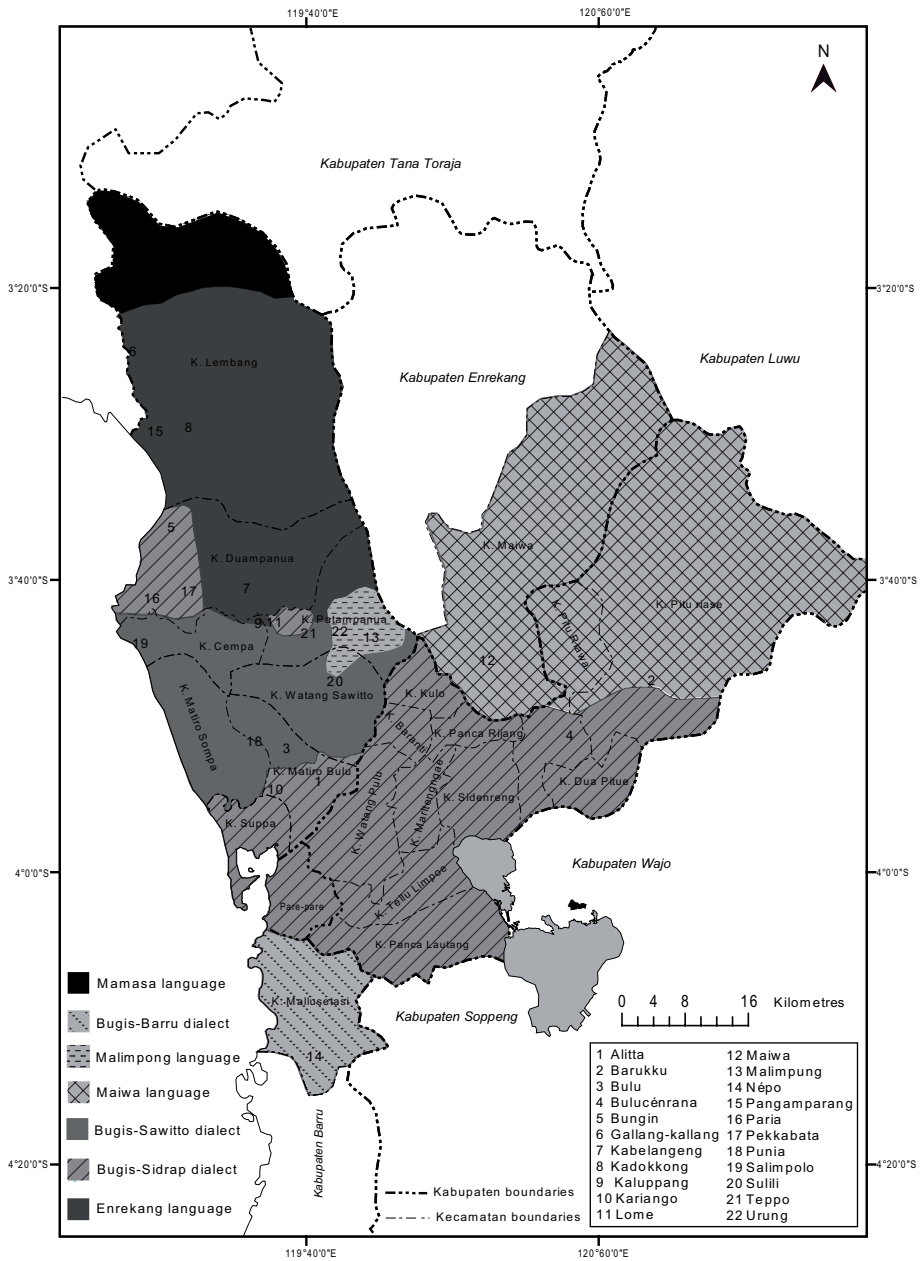 119°40'0"E
120°60'0"E
N
Kabupaten Tana Toraja
3°20'0"S
3°20'0"S
6
K. Lembang
Kabupaten Luwu
Kabupaten Enrekang
15
8
5
K. Maiwa
K. Duampanua
3°40'0"S
3°40'0"S
7
17
16
K. Pitu riase
K. Pitu Riawa
9
11
K. Patampanua
21
22
13
19
K. Cempa
12
20
2
K. Watang Sawitto
K. Kulo
K. Matiro Sompa
K. Baranti
K. Panca Rijang
4
18
3
K. Matiro Bulu
1
10
K. Dua Pitue
K. Sidenreng
K. Watang Pulu
K. Maritengngae
K. Suppa
Kabupaten Wajo
4°0'0"S
4°0'0"S
K. Tellu Limpoe
Pare-pare
K. Panca Lautang
Mamasa language
K. Mallusétasi
0 4 8 16 Kilometres
Kabupaten Soppeng
Bugis-Barru dialect
14
Malimpong language
Maiwa language
Bugis-Sawitto dialect
Bugis-Sidrap dialect
Enrekang language
Kabupaten Barru
4°20'0"S
4°20'0"S
Kabupaten boundaries
Kecamatan boundaries
1 Alitta
2 Barukku
3 Bulu
4 Bulucénrana
5 Bungin
6 Gallang-kallang
7 Kabelangeng
8 Kadokkong
9 Kaluppang
10 Kariango
11 Lome
12 Maiwa
13 Malimpung
14 Népo
15 Pangamparang
16 Paria
17 Pekkabata
18 Punia
19 Salimpolo
20 Sulili
21 Teppo
22 Urung
119°40'0"E
120°60'0"E